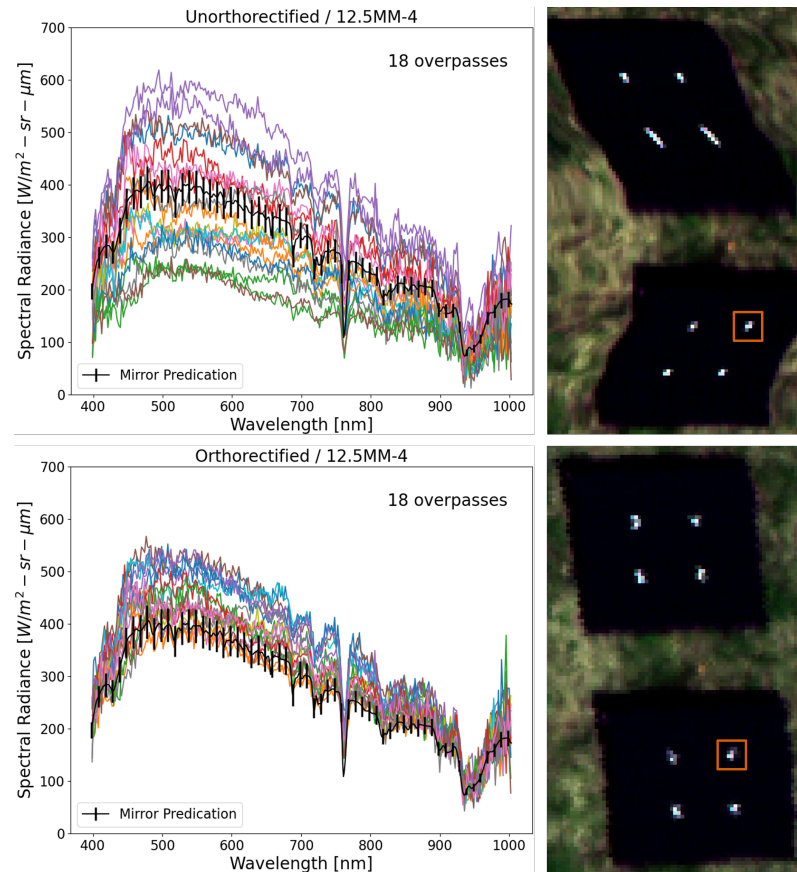 Unorthorectified / 12.5MM-4
18 overpasses
700
600
500
400
300
200
100
0
Spectral Radiance [W/m² − sr − μm]
Mirror Predication
400 500 600 700 800 900 1000
Wavelength [nm]
Orthorectified / 12.5MM-4
18 overpasses
700
600
500
400
300
200
100
0
Spectral Radiance [W/m² − sr − μm]
Mirror Predication
400 500 600 700 800 900 1000
Wavelength [nm]